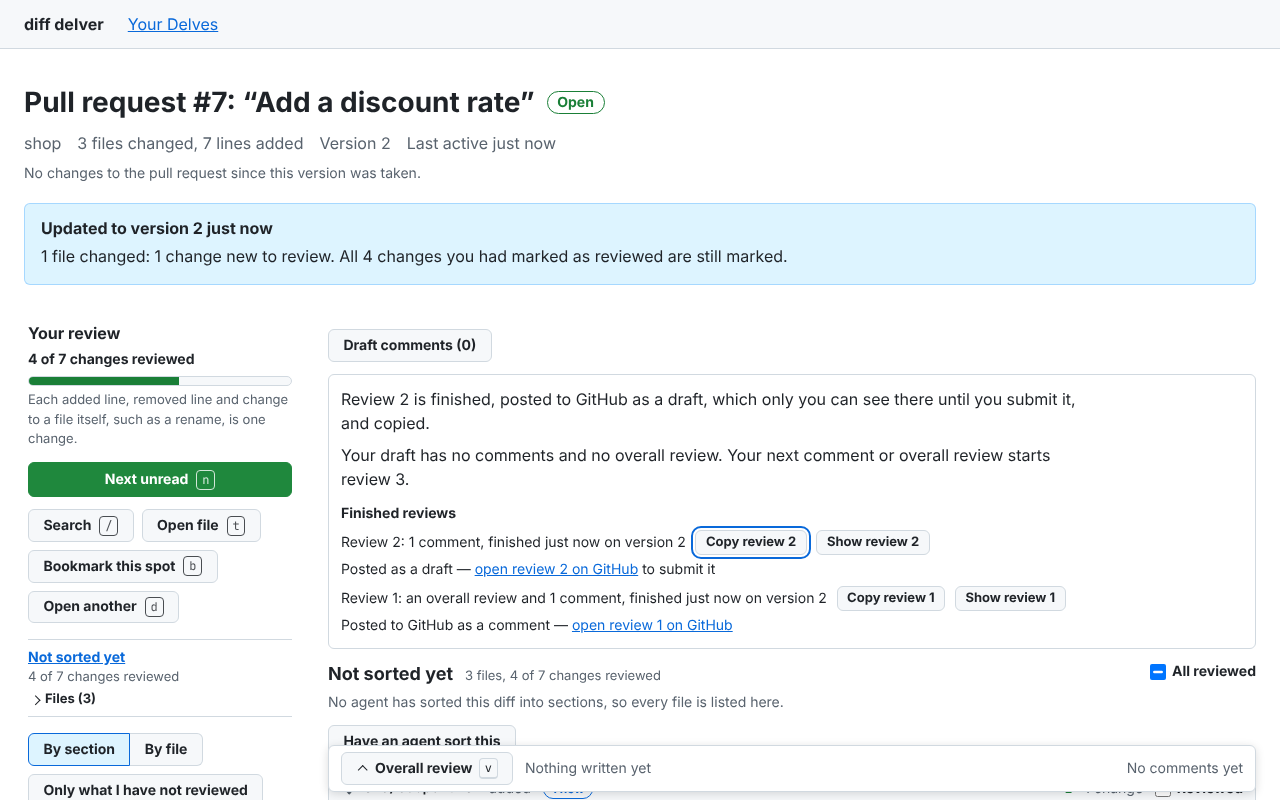 diff delver Your Delves
Pull request #7: “Add a discount rate” Open
shop 3 files changed, 7 lines added Version 2 Last active just now
No changes to the pull request since this version was taken.
Updated to version 2 just now
1 file changed: 1 change new to review. All 4 changes you had marked as reviewed are still marked.
Your review
4 of 7 changes reviewed
Each added line, removed line and change
to a file itself, such as a rename, is one
change.
Next unread n
Search / Open file t
Bookmark this spot b
Open another d
Not sorted yet
4 of 7 changes reviewed
Files (3)
By section By file
Only what I have not reviewed
Draft comments (0)
Review 2 is finished, posted to GitHub as a draft, which only you can see there until you submit it,
and copied.
Your draft has no comments and no overall review. Your next comment or overall review starts
review 3.
Finished reviews
Review 2: 1 comment, finished just now on version 2 Copy review 2 Show review 2
Posted as a draft — open review 2 on GitHub to submit it
Review 1: an overall review and 1 comment, finished just now on version 2 Copy review 1 Show review 1
Posted to GitHub as a comment — open review 1 on GitHub
Not sorted yet 3 files, 4 of 7 changes reviewed All reviewed
No agent has sorted this diff into sections, so every file is listed here.
Have an agent sort this
Overall review v Nothing written yet No comments yet